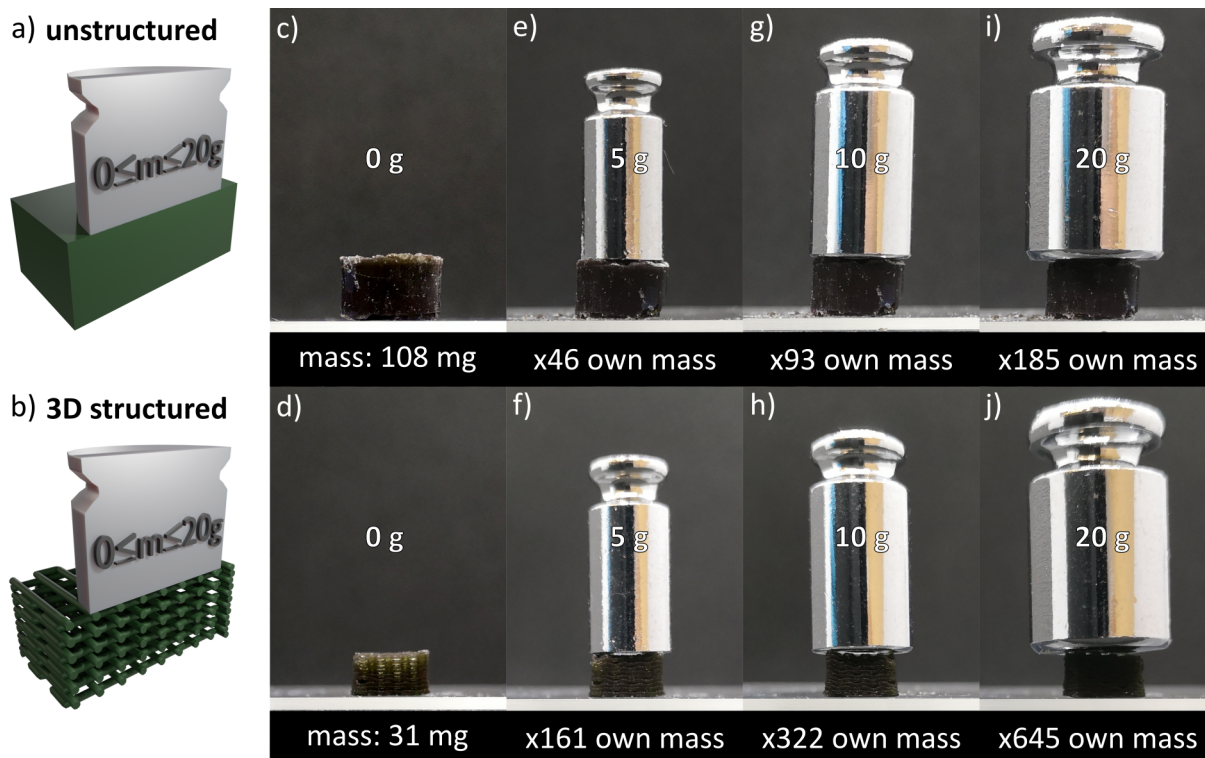 a) unstructured
0≤m≤20g
c)
0 g
mass: 108 mg
e)
5 g
x46 own mass
g)
10 g
x93 own mass
i)
20 g
x185 own mass
b) 3D structured
0≤m≤20g
d)
0 g
mass: 31 mg
f)
5 g
x161 own mass
h)
10 g
x322 own mass
j)
20 g
x645 own mass